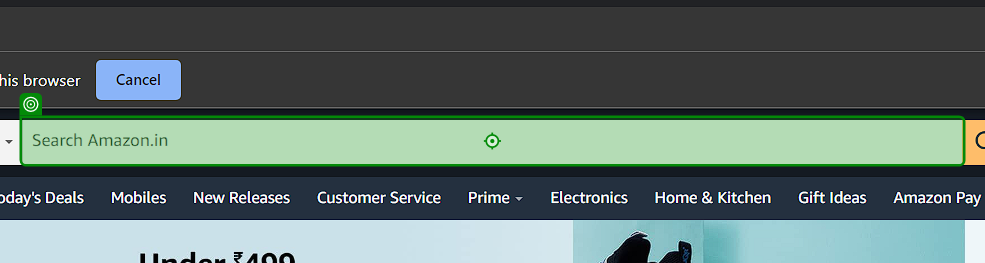 his browser
Cancel
Search Amazon.in
oday's Deals Mobiles New Releases Customer Service Prime Electronics Home & Kitchen Gift Ideas Amazon Pay
Under ₹499